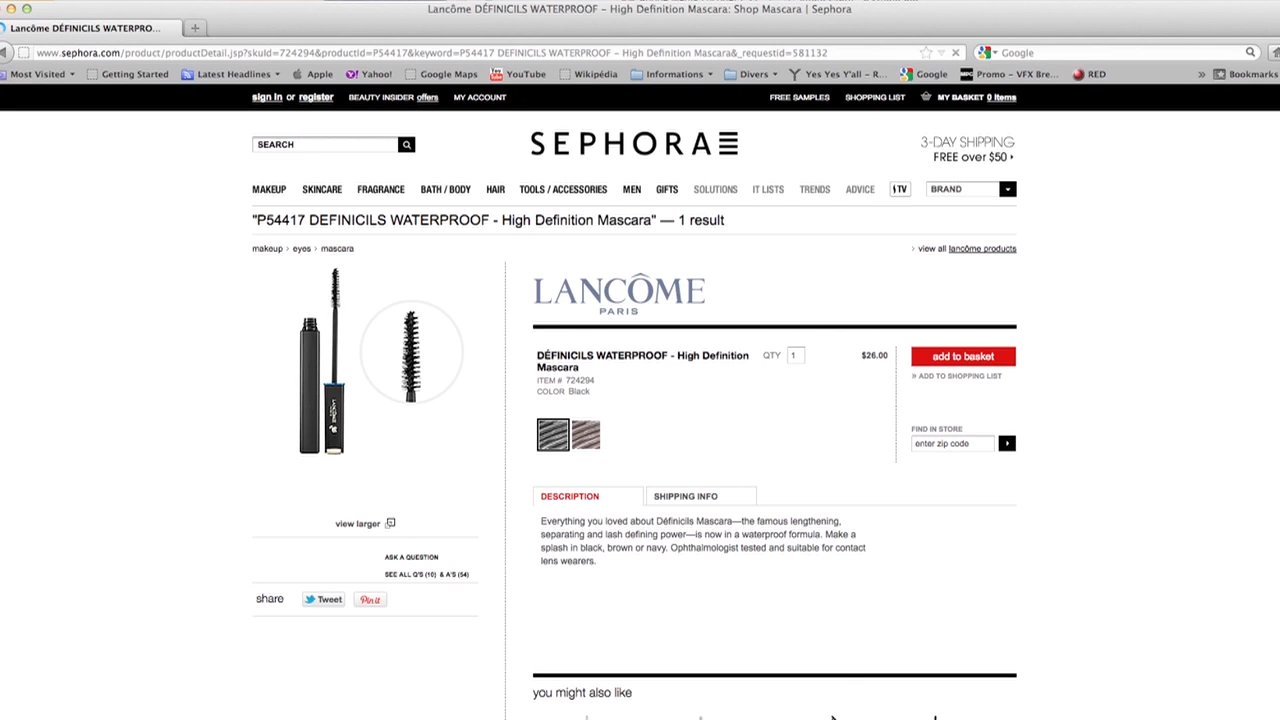 Lancôme DÉFINICILS WATERPROOF – High Definition Mascara: Shop Mascara | Sephora
Lancôme DÉFINICILS WATERPRO...
www.sephora.com/product/productDetail.jsp?skuId=724294&productId=P54417&keyword=P54417 DEFINICILS WATERPROOF – High Definition Mascara&_requestid=581132
Google
Most Visited Getting Started Latest Headlines Apple Yahoo! Google Maps YouTube Wikipédia Informations Divers Yes Yes Y'all – R... Google Promo – VFX Bre... RED » Bookmarks
sign in or register BEAUTY INSIDER offers MY ACCOUNT FREE SAMPLES SHOPPING LIST MY BASKET 0 items
SEARCH
SEPHORA
3-DAY SHIPPING
FREE over $50
MAKEUP SKINCARE FRAGRANCE BATH / BODY HAIR TOOLS / ACCESSORIES MEN GIFTS SOLUTIONS IT LISTS TRENDS ADVICE TV BRAND
"P54417 DEFINICILS WATERPROOF - High Definition Mascara" — 1 result
makeup > eyes > mascara
> view all lancôme products
LANCÔME
PARIS
DÉFINICILS WATERPROOF - High Definition
Mascara
QTY 1 $26.00
ITEM # 724294
COLOR Black
add to basket
» ADD TO SHOPPING LIST
FIND IN STORE
enter zip code
LANCÔME
view larger
ASK A QUESTION
SEE ALL Q'S (10) & A'S (54)
share Tweet Pin it
DESCRIPTION SHIPPING INFO
Everything you loved about Définicils Mascara—the famous lengthening,
separating and lash defining power—is now in a waterproof formula. Make a
splash in black, brown or navy. Ophthalmologist tested and suitable for contact
lens wearers.
you might also like